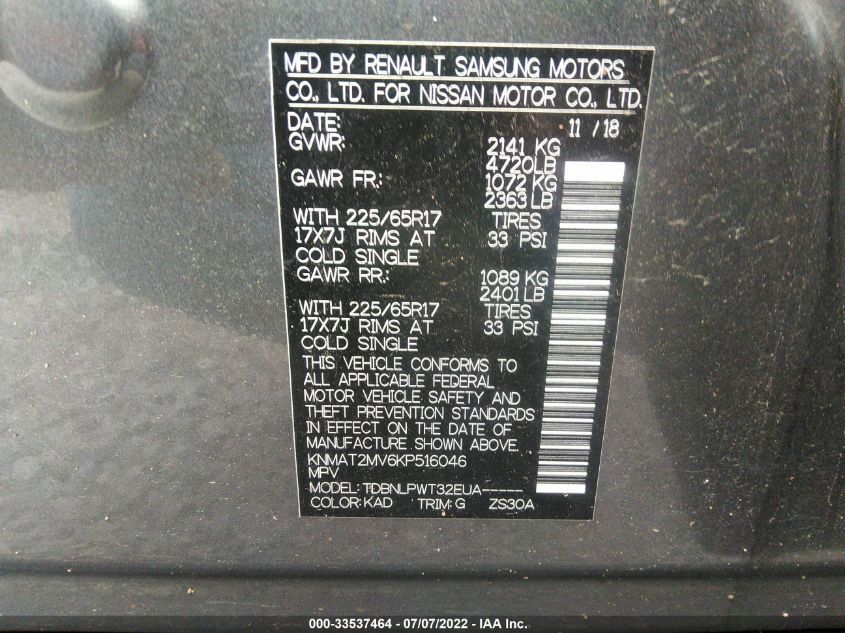 MFD BY RENAULT SAMSUNG MOTORS
CO., LTD. FOR NISSAN MOTOR CO., LTD.
DATE: 11 / 18
GVWR: 2141 KG
4720LB
GAWR FR.: 1072 KG
2363 LB
WITH 225/65R17 TIRES
17X7J RIMS AT 33 PSI
COLD SINGLE
GAWR RR.: 1089 KG
2401 LB
WITH 225/65R17 TIRES
17X7J RIMS AT 33 PSI
COLD SINGLE
THIS VEHICLE CONFORMS TO
ALL APPLICABLE FEDERAL
MOTOR VEHICLE SAFETY AND
THEFT PREVENTION STANDARDS
IN EFFECT ON THE DATE OF
MANUFACTURE SHOWN ABOVE.
KNMAT2MV6KP516046
MPV
MODEL: TDBNLPWT32EUA-----
COLOR: KAD TRIM: G ZS30A
000-33537464 - 07/07/2022 - IAA Inc.